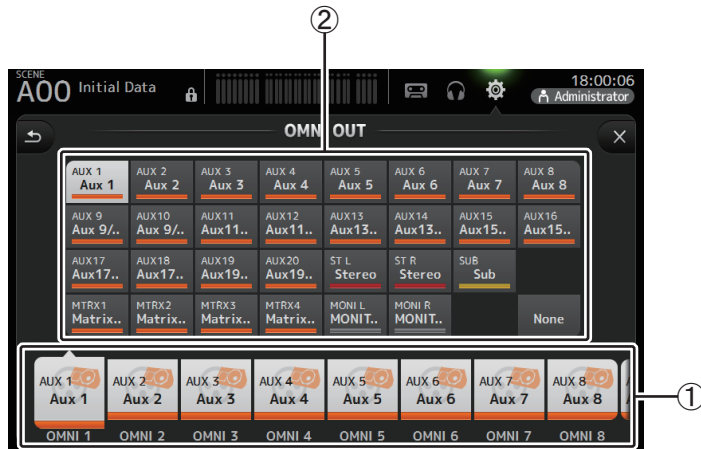 ②
SCENE
A00 Initial Data 18:00:06
Administrator
OMNI OUT
AUX 1 AUX 2 AUX 3 AUX 4 AUX 5 AUX 6 AUX 7 AUX 8
Aux 1 Aux 2 Aux 3 Aux 4 Aux 5 Aux 6 Aux 7 Aux 8
AUX 9 AUX10 AUX11 AUX12 AUX13 AUX14 AUX15 AUX16
Aux 9/.. Aux 9/.. Aux11.. Aux11.. Aux13.. Aux13.. Aux15.. Aux15..
AUX17 AUX18 AUX19 AUX20 ST L ST R SUB
Aux17.. Aux17.. Aux19.. Aux19.. Stereo Stereo Sub
MTRX1 MTRX2 MTRX3 MTRX4 MONI L MONI R
Matrix.. Matrix.. Matrix.. Matrix.. MONIT.. MONIT.. None
AUX 1 AUX 2 AUX 3 AUX 4 AUX 5 AUX 6 AUX 7 AUX 8
Aux 1 Aux 2 Aux 3 Aux 4 Aux 5 Aux 6 Aux 7 Aux 8
①
OMNI 1 OMNI 2 OMNI 3 OMNI 4 OMNI 5 OMNI 6 OMNI 7 OMNI 8